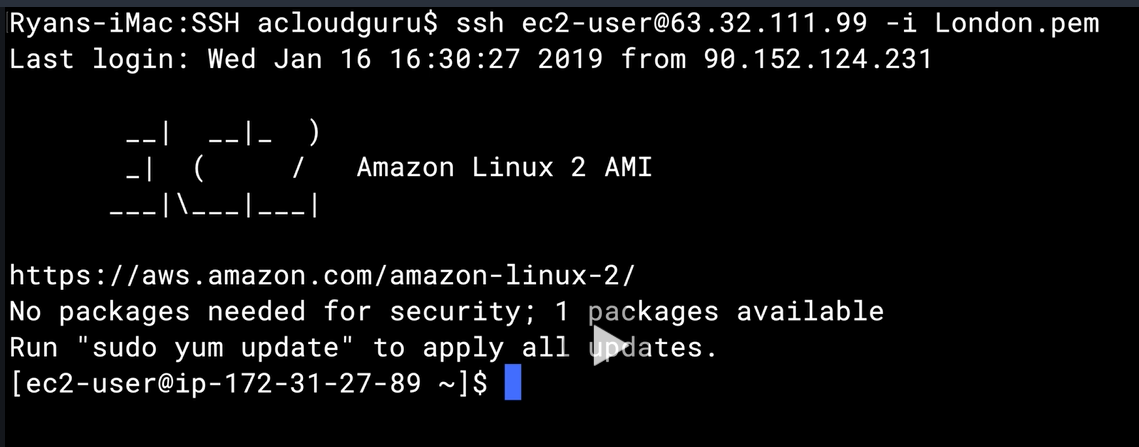 Ryans-iMac:SSH acloudguru$ ssh ec2-user@63.32.111.99 -i London.pem
Last login: Wed Jan 16 16:30:27 2019 from 90.152.124.231

       __|  __|_  )
       _|  (     /   Amazon Linux 2 AMI
      ___|\___|___|

https://aws.amazon.com/amazon-linux-2/
No packages needed for security; 1 packages available
Run "sudo yum update" to apply all updates.
[ec2-user@ip-172-31-27-89 ~]$